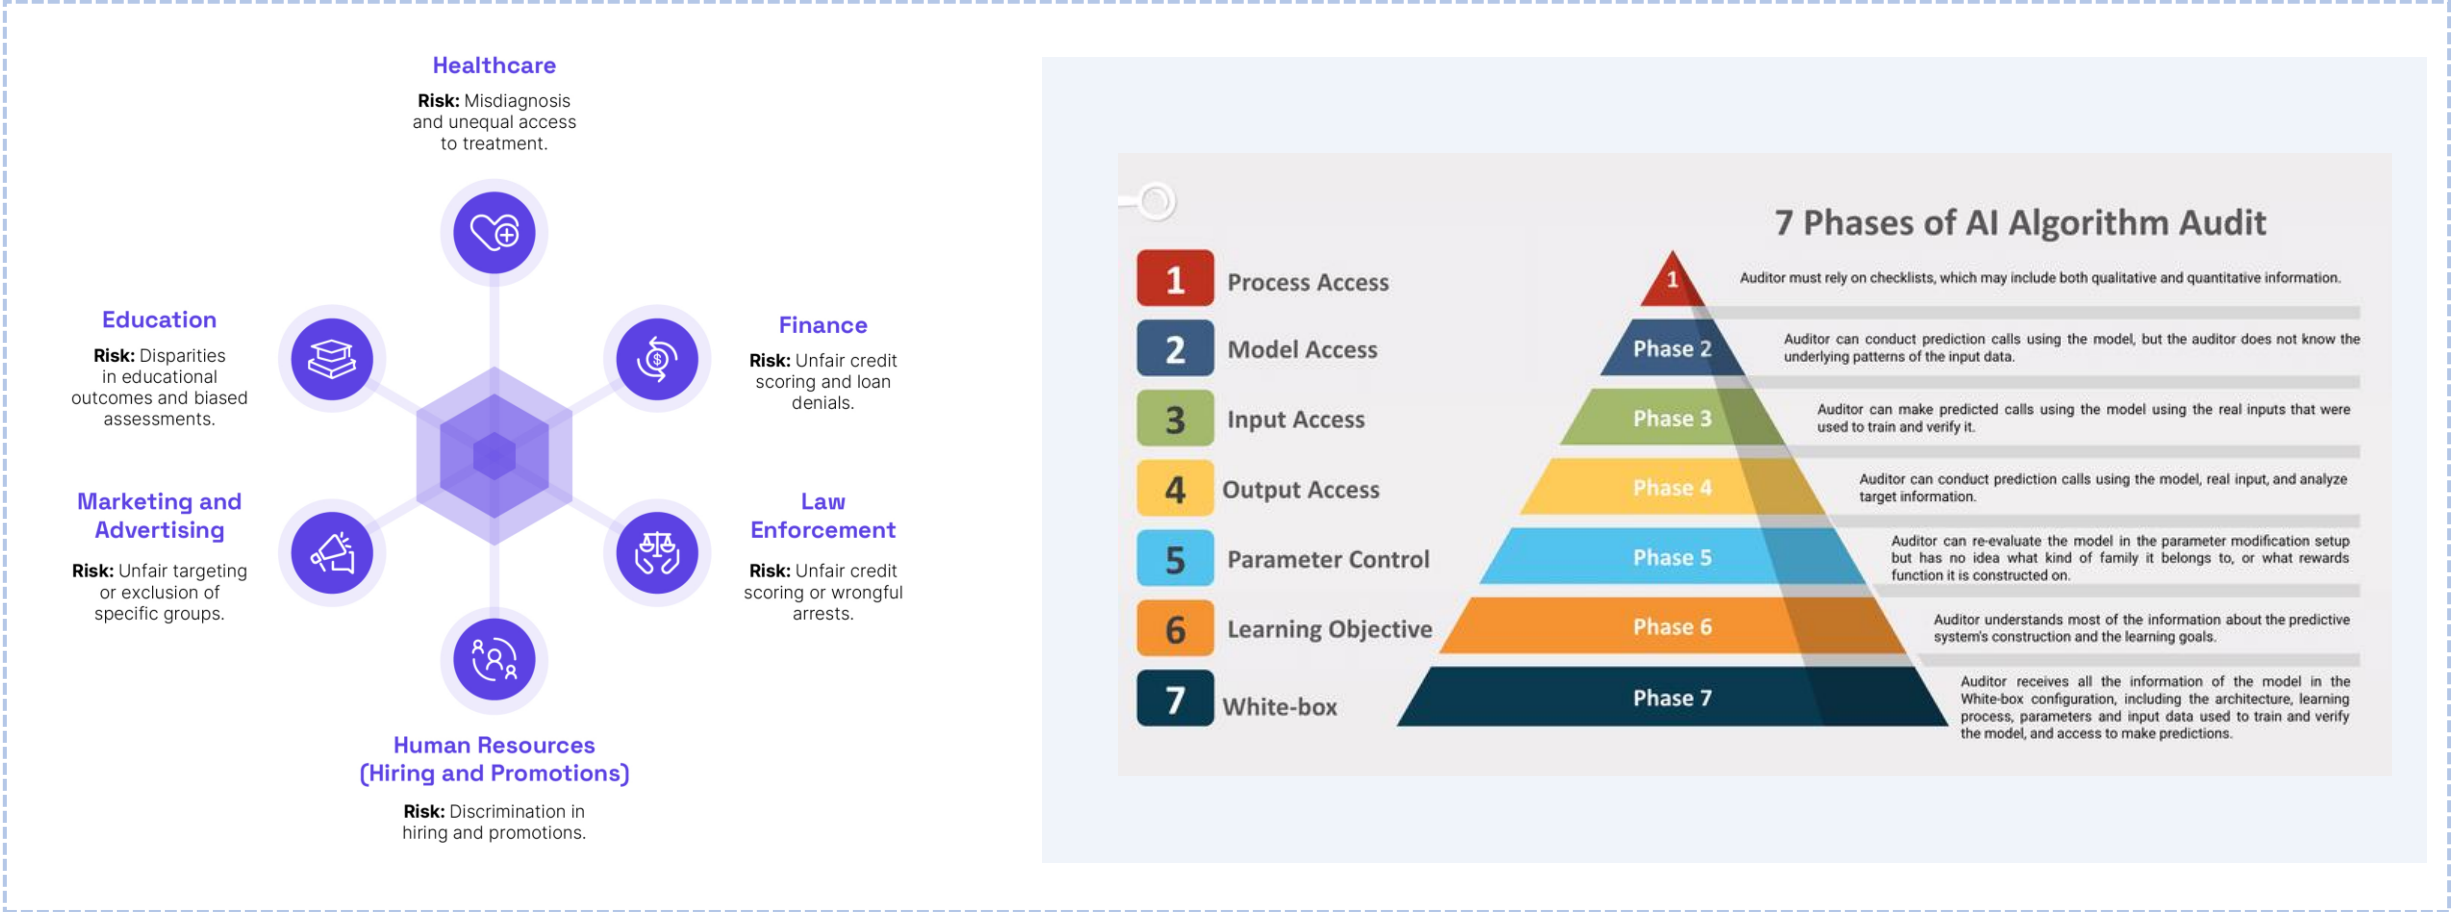 Healthcare
Risk: Misdiagnosis
and unequal access
to treatment.
Education
Risk: Disparities
in educational
outcomes and biased
assessments.
Finance
Risk: Unfair credit
scoring and loan
denials.
Marketing and
Advertising
Risk: Unfair targeting
or exclusion of
specific groups.
Law
Enforcement
Risk: Unfair credit
scoring or wrongful
arrests.
Human Resources
(Hiring and Promotions)
Risk: Discrimination in
hiring and promotions.
7 Phases of AI Algorithm Audit
1 Process Access
1
Auditor must rely on checklists, which may include both qualitative and quantitative information.
2 Model Access
Phase 2
Auditor can conduct prediction calls using the model, but the auditor does not know the
underlying patterns of the input data.
3 Input Access
Phase 3
Auditor can make predicted calls using the model using the real inputs that were
used to train and verify it.
4 Output Access
Phase 4
Auditor can conduct prediction calls using the model, real input, and analyze
target information.
5 Parameter Control
Phase 5
Auditor can re-evaluate the model in the parameter modification setup
but has no idea what kind of family it belongs to, or what rewards
function it is constructed on.
6 Learning Objective
Phase 6
Auditor understands most of the information about the predictive
system's construction and the learning goals.
7 White-box
Phase 7
Auditor receives all the information of the model in the
White-box configuration, including the architecture, learning
process, parameters and input data used to train and verify
the model, and access to make predictions.